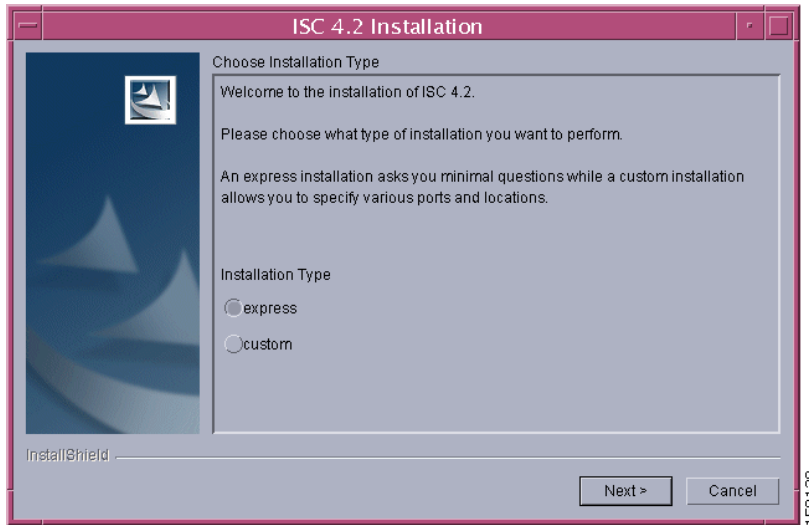 ISC 4.2 Installation
Choose Installation Type
Welcome to the installation of ISC 4.2.
Please choose what type of installation you want to perform.
An express installation asks you minimal questions while a custom installation
allows you to specify various ports and locations.
Installation Type
express
custom
InstallShield
Next >
Cancel